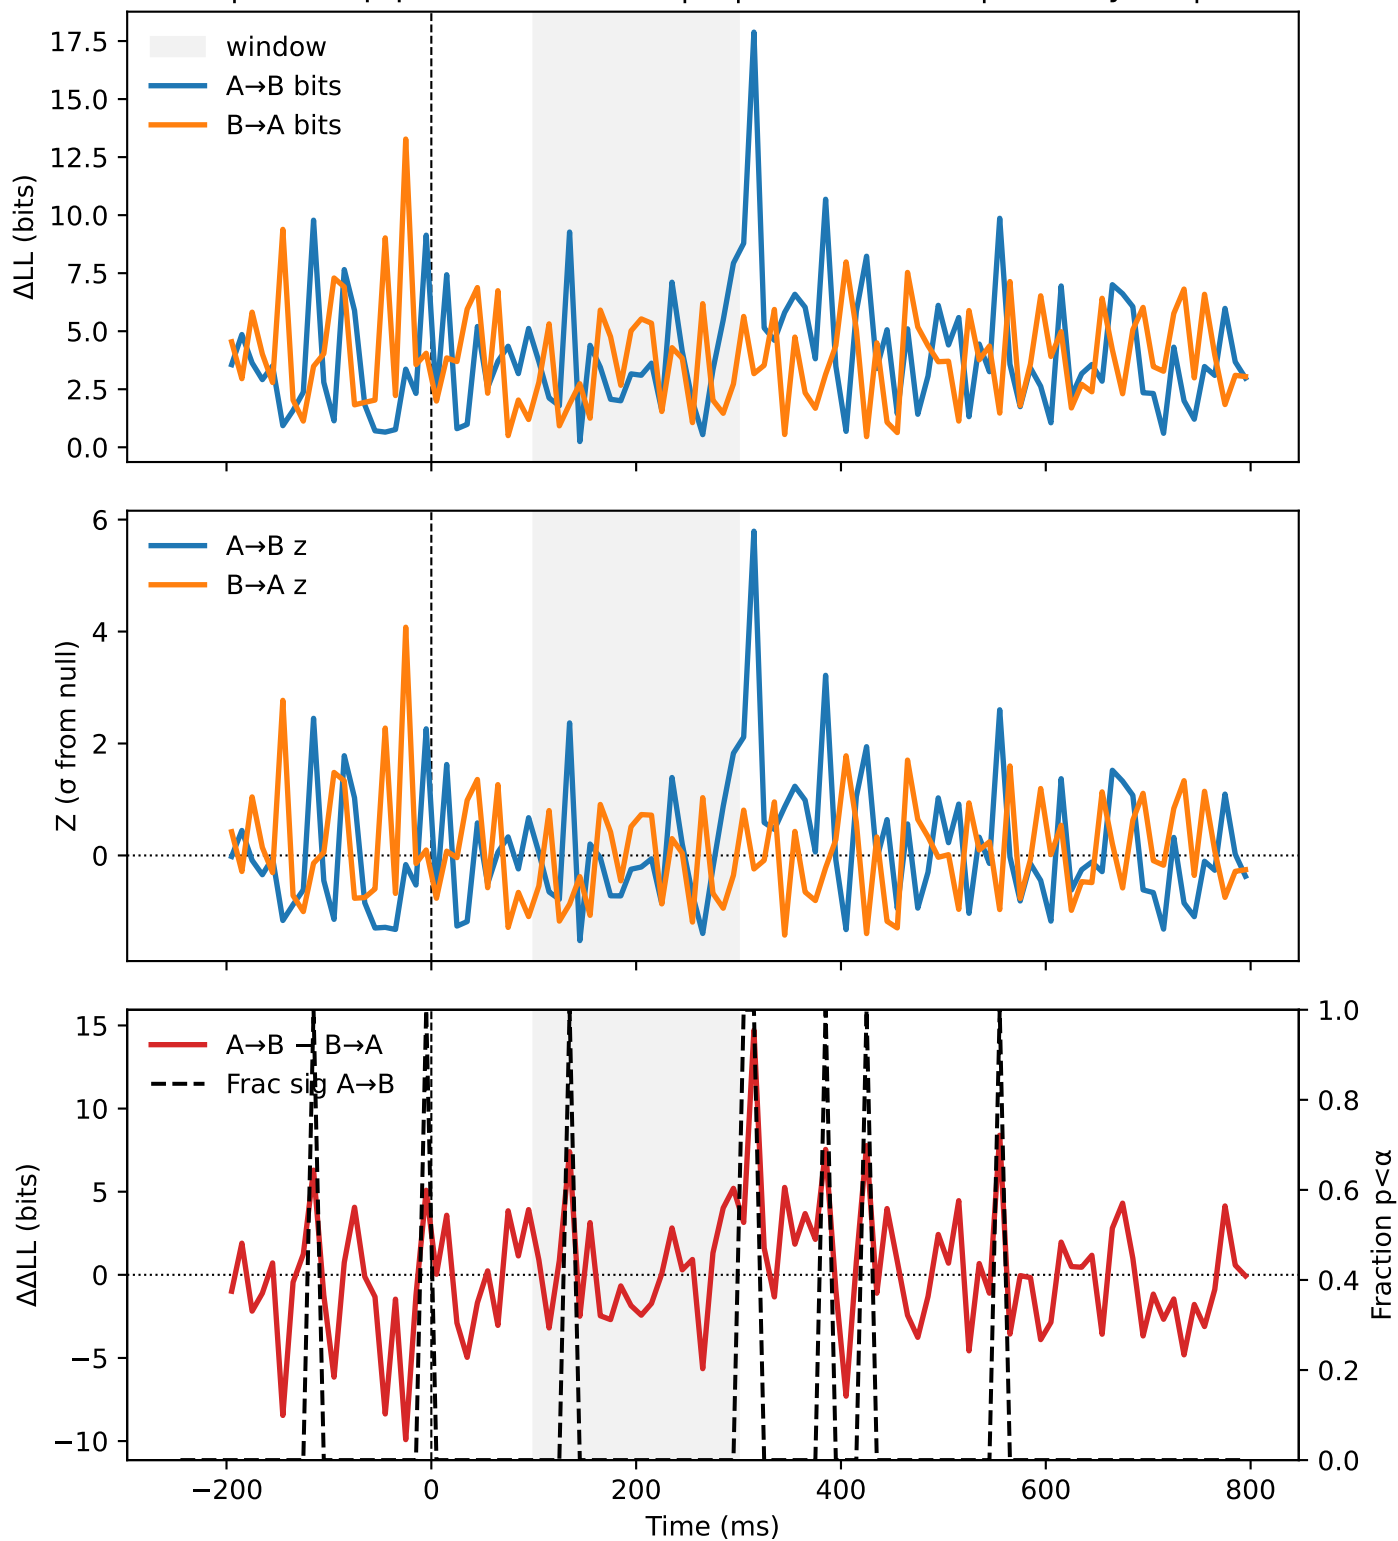 17.5
15.0
12.5
10.0
7.5
5.0
2.5
0.0
ΔLL (bits)
window
A→B bits
B→A bits
6
4
2
0
Z (σ from null)
A→B z
B→A z
15
10
5
0
−5
−10
ΔΔLL (bits)
A→B − B→A
Frac sig A→B
1.0
0.8
0.6
0.4
0.2
0.0
Fraction p<α
−200 0 200 400 600 800
Time (ms)